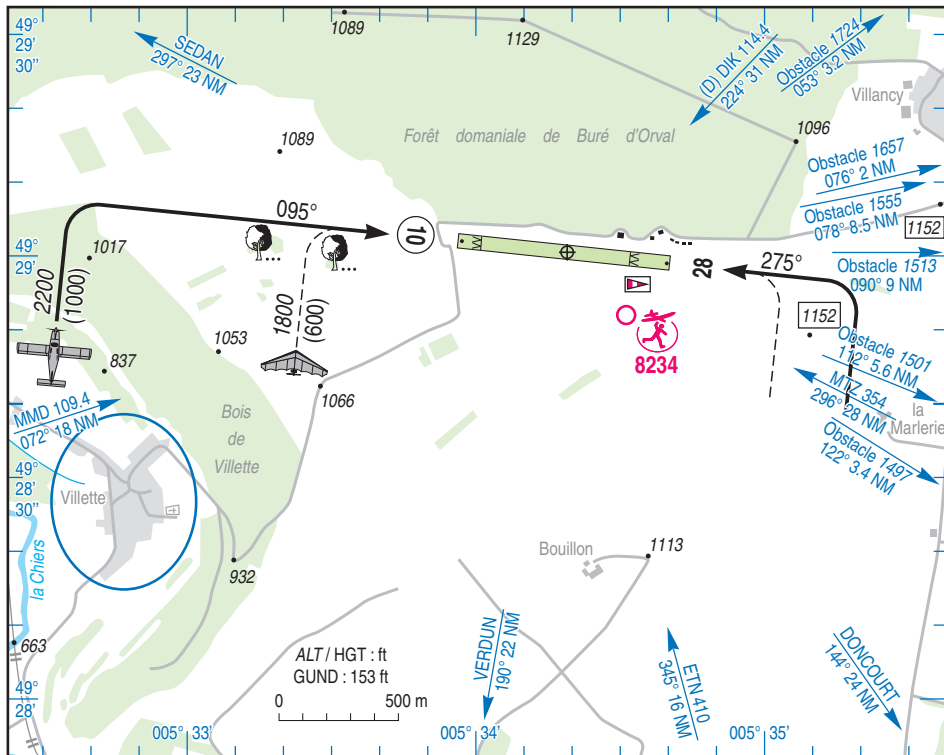 49°
29'
30''
1089
1129
SEDAN
297° 23 NM
(D) DIK 114.4
224° 31 NM
Obstacle 1724
053° 3.2 NM
Villancy
1089
Forêt domaniale de Buré d'Orval
1096
Obstacle 1657
076° 2 NM
Obstacle 1555
078° 8.5 NM
1152
095°
10
49°
29'
1017
2200
(1000)
1800
(600)
28
275°
Obstacle 1513
090° 9 NM
1152
1053
837
8234
Obstacle 1501
112° 5.6 NM
MTZ 354
296° 28 NM
1066
MMD 109.4
072° 18 NM
Bois
de
Villette
la
Marlerie
Obstacle 1497
122° 3.4 NM
49°
28'
30''
Villette
la Chiers
932
Bouillon
1113
663
VERDUN
190° 22 NM
ETN 410
345° 16 NM
DONCOURT
144° 24 NM
ALT / HGT : ft
GUND : 153 ft
0 500 m
49°
28'
005° 33'
005° 34'
005° 35'